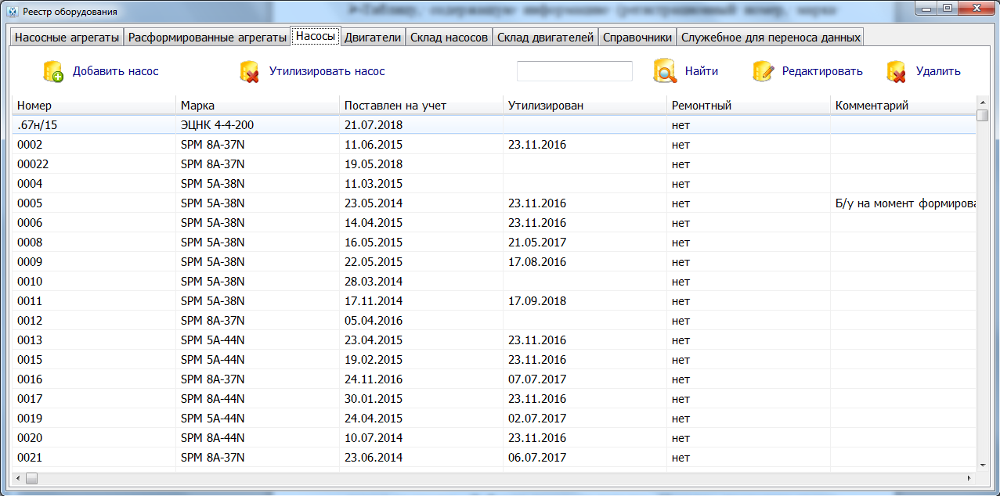 ➤Таблицу, содержащую информацию (регистрационный номер, марка
Реестр оборудования
Насосные агрегаты Расформированные агрегаты Насосы Двигатели Склад насосов Склад двигателей Справочники Служебное для переноса данных
Добавить насос Утилизировать насос Найти Редактировать Удалить
Номер Марка Поставлен на учет Утилизирован Ремонтный Комментарий
.67н/15 ЭЦНК 4-4-200 21.07.2018 нет
0002 SPM 8A-37N 11.06.2015 23.11.2016 нет
00022 SPM 8A-37N 19.05.2018 нет
0004 SPM 5A-38N 11.03.2015 нет
0005 SPM 5A-38N 23.05.2014 23.11.2016 нет Б/у на момент формирова
0006 SPM 5A-38N 14.04.2015 23.11.2016 нет
0008 SPM 5A-38N 16.05.2015 21.05.2017 нет
0009 SPM 5A-38N 22.05.2015 17.08.2016 нет
0010 SPM 5A-38N 28.03.2014 нет
0011 SPM 5A-38N 17.11.2014 17.09.2018 нет
0012 SPM 8A-37N 05.04.2016 нет
0013 SPM 5A-44N 23.04.2015 23.11.2016 нет
0015 SPM 5A-44N 19.02.2015 23.11.2016 нет
0016 SPM 8A-37N 24.11.2016 07.07.2017 нет
0017 SPM 8A-44N 30.01.2015 23.11.2016 нет
0019 SPM 5A-44N 24.04.2015 02.07.2017 нет
0020 SPM 8A-44N 10.07.2014 23.11.2016 нет
0021 SPM 8A-37N 23.06.2014 06.07.2017 нет